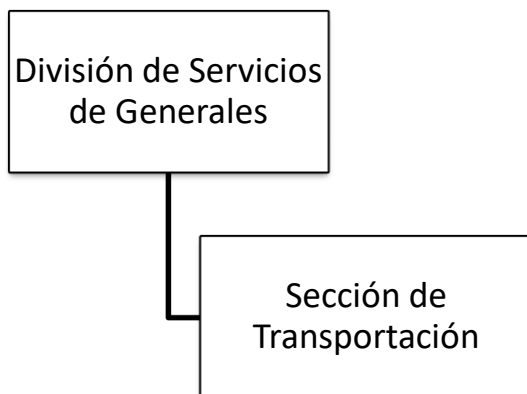 División de Servicios
de Generales
Sección de
Transportación